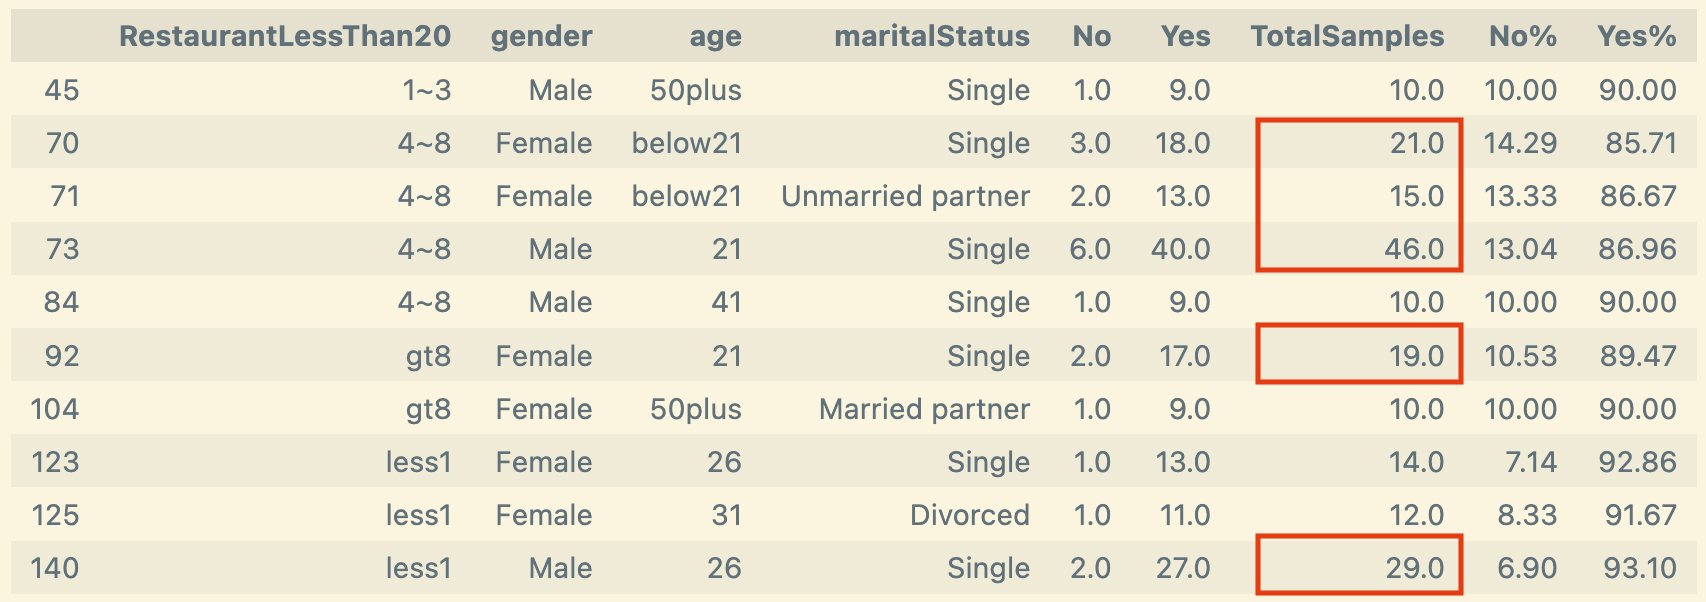 RestaurantLessThan20 gender age maritalStatus No Yes TotalSamples No% Yes%
45 1~3 Male 50plus Single 1.0 9.0 10.0 10.00 90.00
70 4~8 Female below21 Single 3.0 18.0 21.0 14.29 85.71
71 4~8 Female below21 Unmarried partner 2.0 13.0 15.0 13.33 86.67
73 4~8 Male 21 Single 6.0 40.0 46.0 13.04 86.96
84 4~8 Male 41 Single 1.0 9.0 10.0 10.00 90.00
92 gt8 Female 21 Single 2.0 17.0 19.0 10.53 89.47
104 gt8 Female 50plus Married partner 1.0 9.0 10.0 10.00 90.00
123 less1 Female 26 Single 1.0 13.0 14.0 7.14 92.86
125 less1 Female 31 Divorced 1.0 11.0 12.0 8.33 91.67
140 less1 Male 26 Single 2.0 27.0 29.0 6.90 93.10